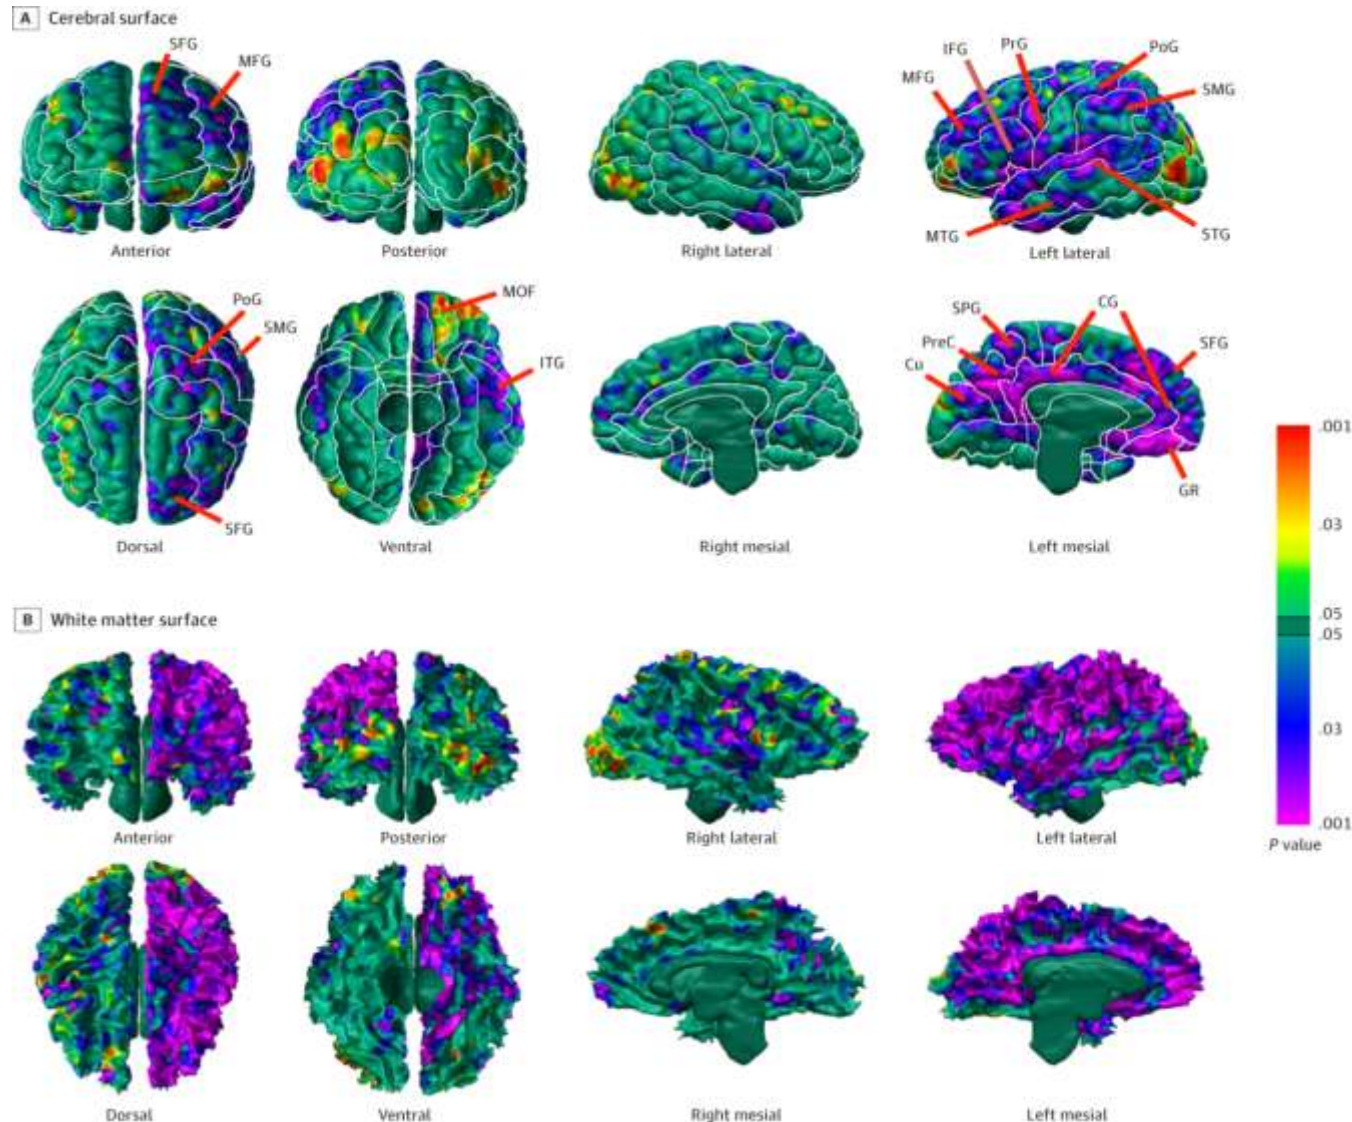 A Cerebral surface
SFG
MFG
Anterior
Posterior
Right lateral
IFG
PrG
PoG
MFG
SMG
MTG
STG
Left lateral
PoG
SMG
SFG
Dorsal
MOF
ITG
Ventral
Right mesial
SPG
CG
PreC
SFG
Cu
GR
Left mesial
B White matter surface
Anterior
Posterior
Right lateral
Left lateral
Dorsal
Ventral
Right mesial
Left mesial
.001
.03
.05
.05
.03
.001
P value